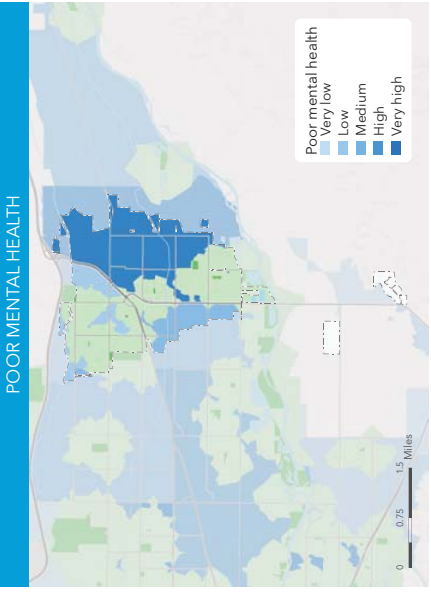 POOR MENTAL HEALTH
Poor mental health
Very low
Low
Medium
High
Very high
0 0.75 1.5
Miles